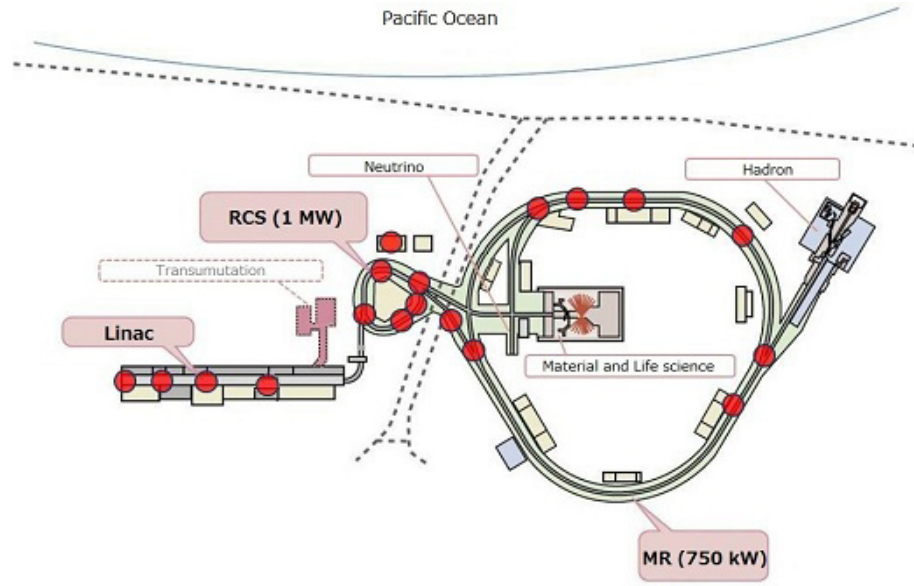 Pacific Ocean
Neutrino
Hadron
RCS (1 MW)
Transumutation
Linac
Material and Life science
MR (750 kW)